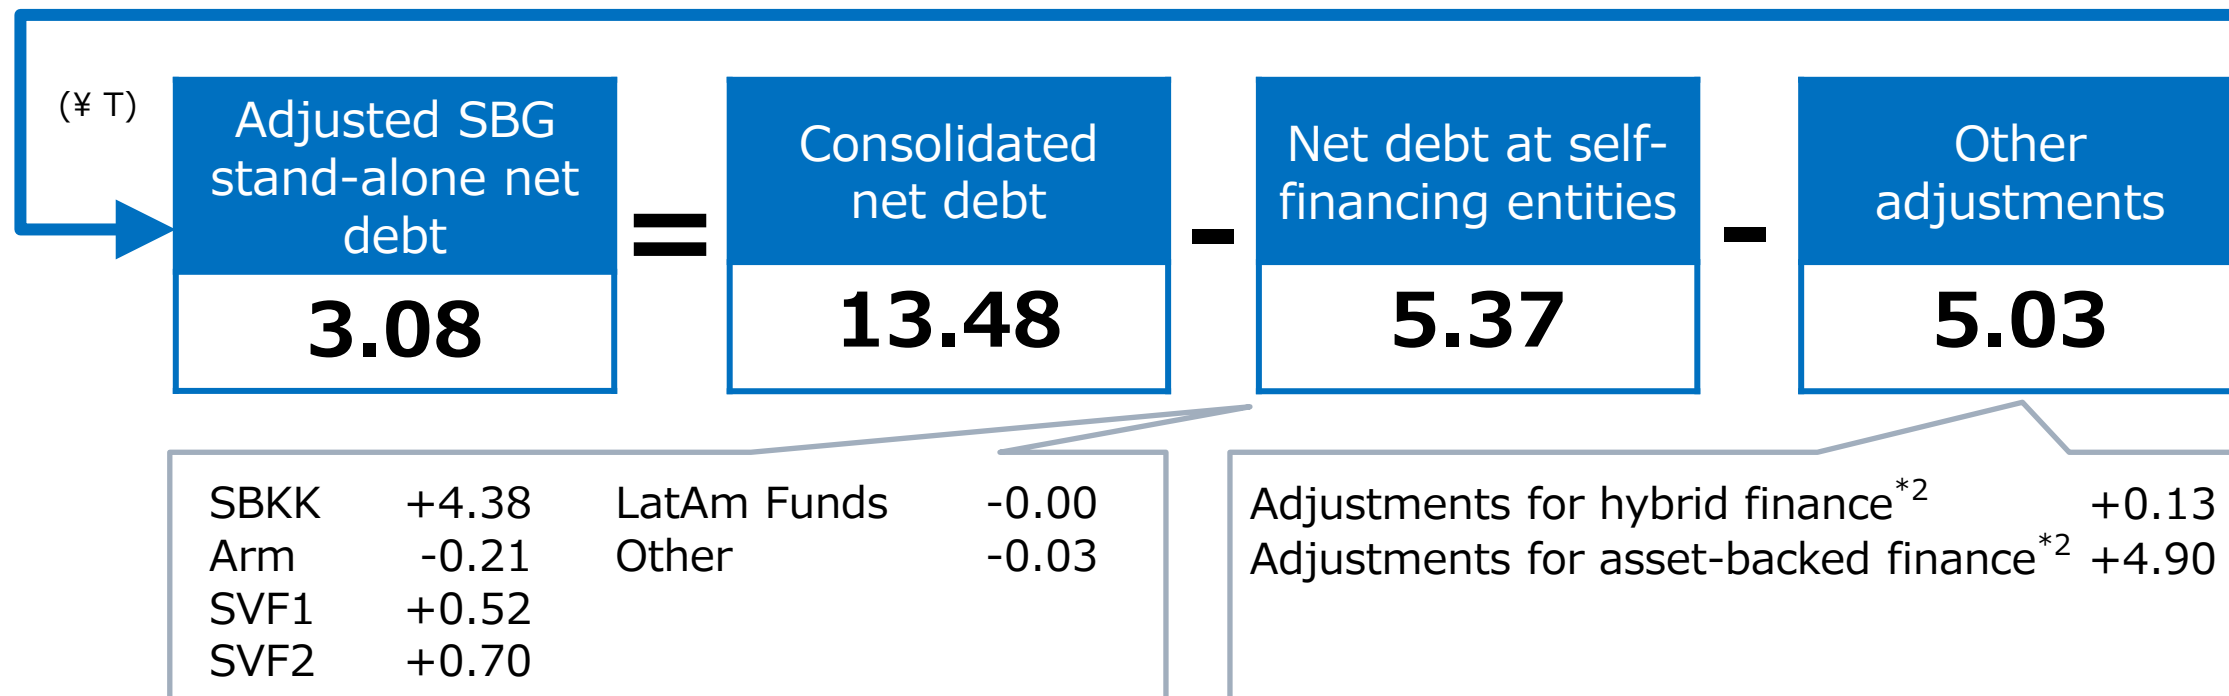 (¥ T)
Adjusted SBG
stand-alone net
debt
3.08
=
Consolidated
net debt
13.48
-
Net debt at self-
financing entities
5.37
-
Other
adjustments
5.03
SBKK +4.38 LatAm Funds -0.00
Arm -0.21 Other -0.03
SVF1 +0.52
SVF2 +0.70
Adjustments for hybrid finance*2 +0.13
Adjustments for asset-backed finance*2 +4.90